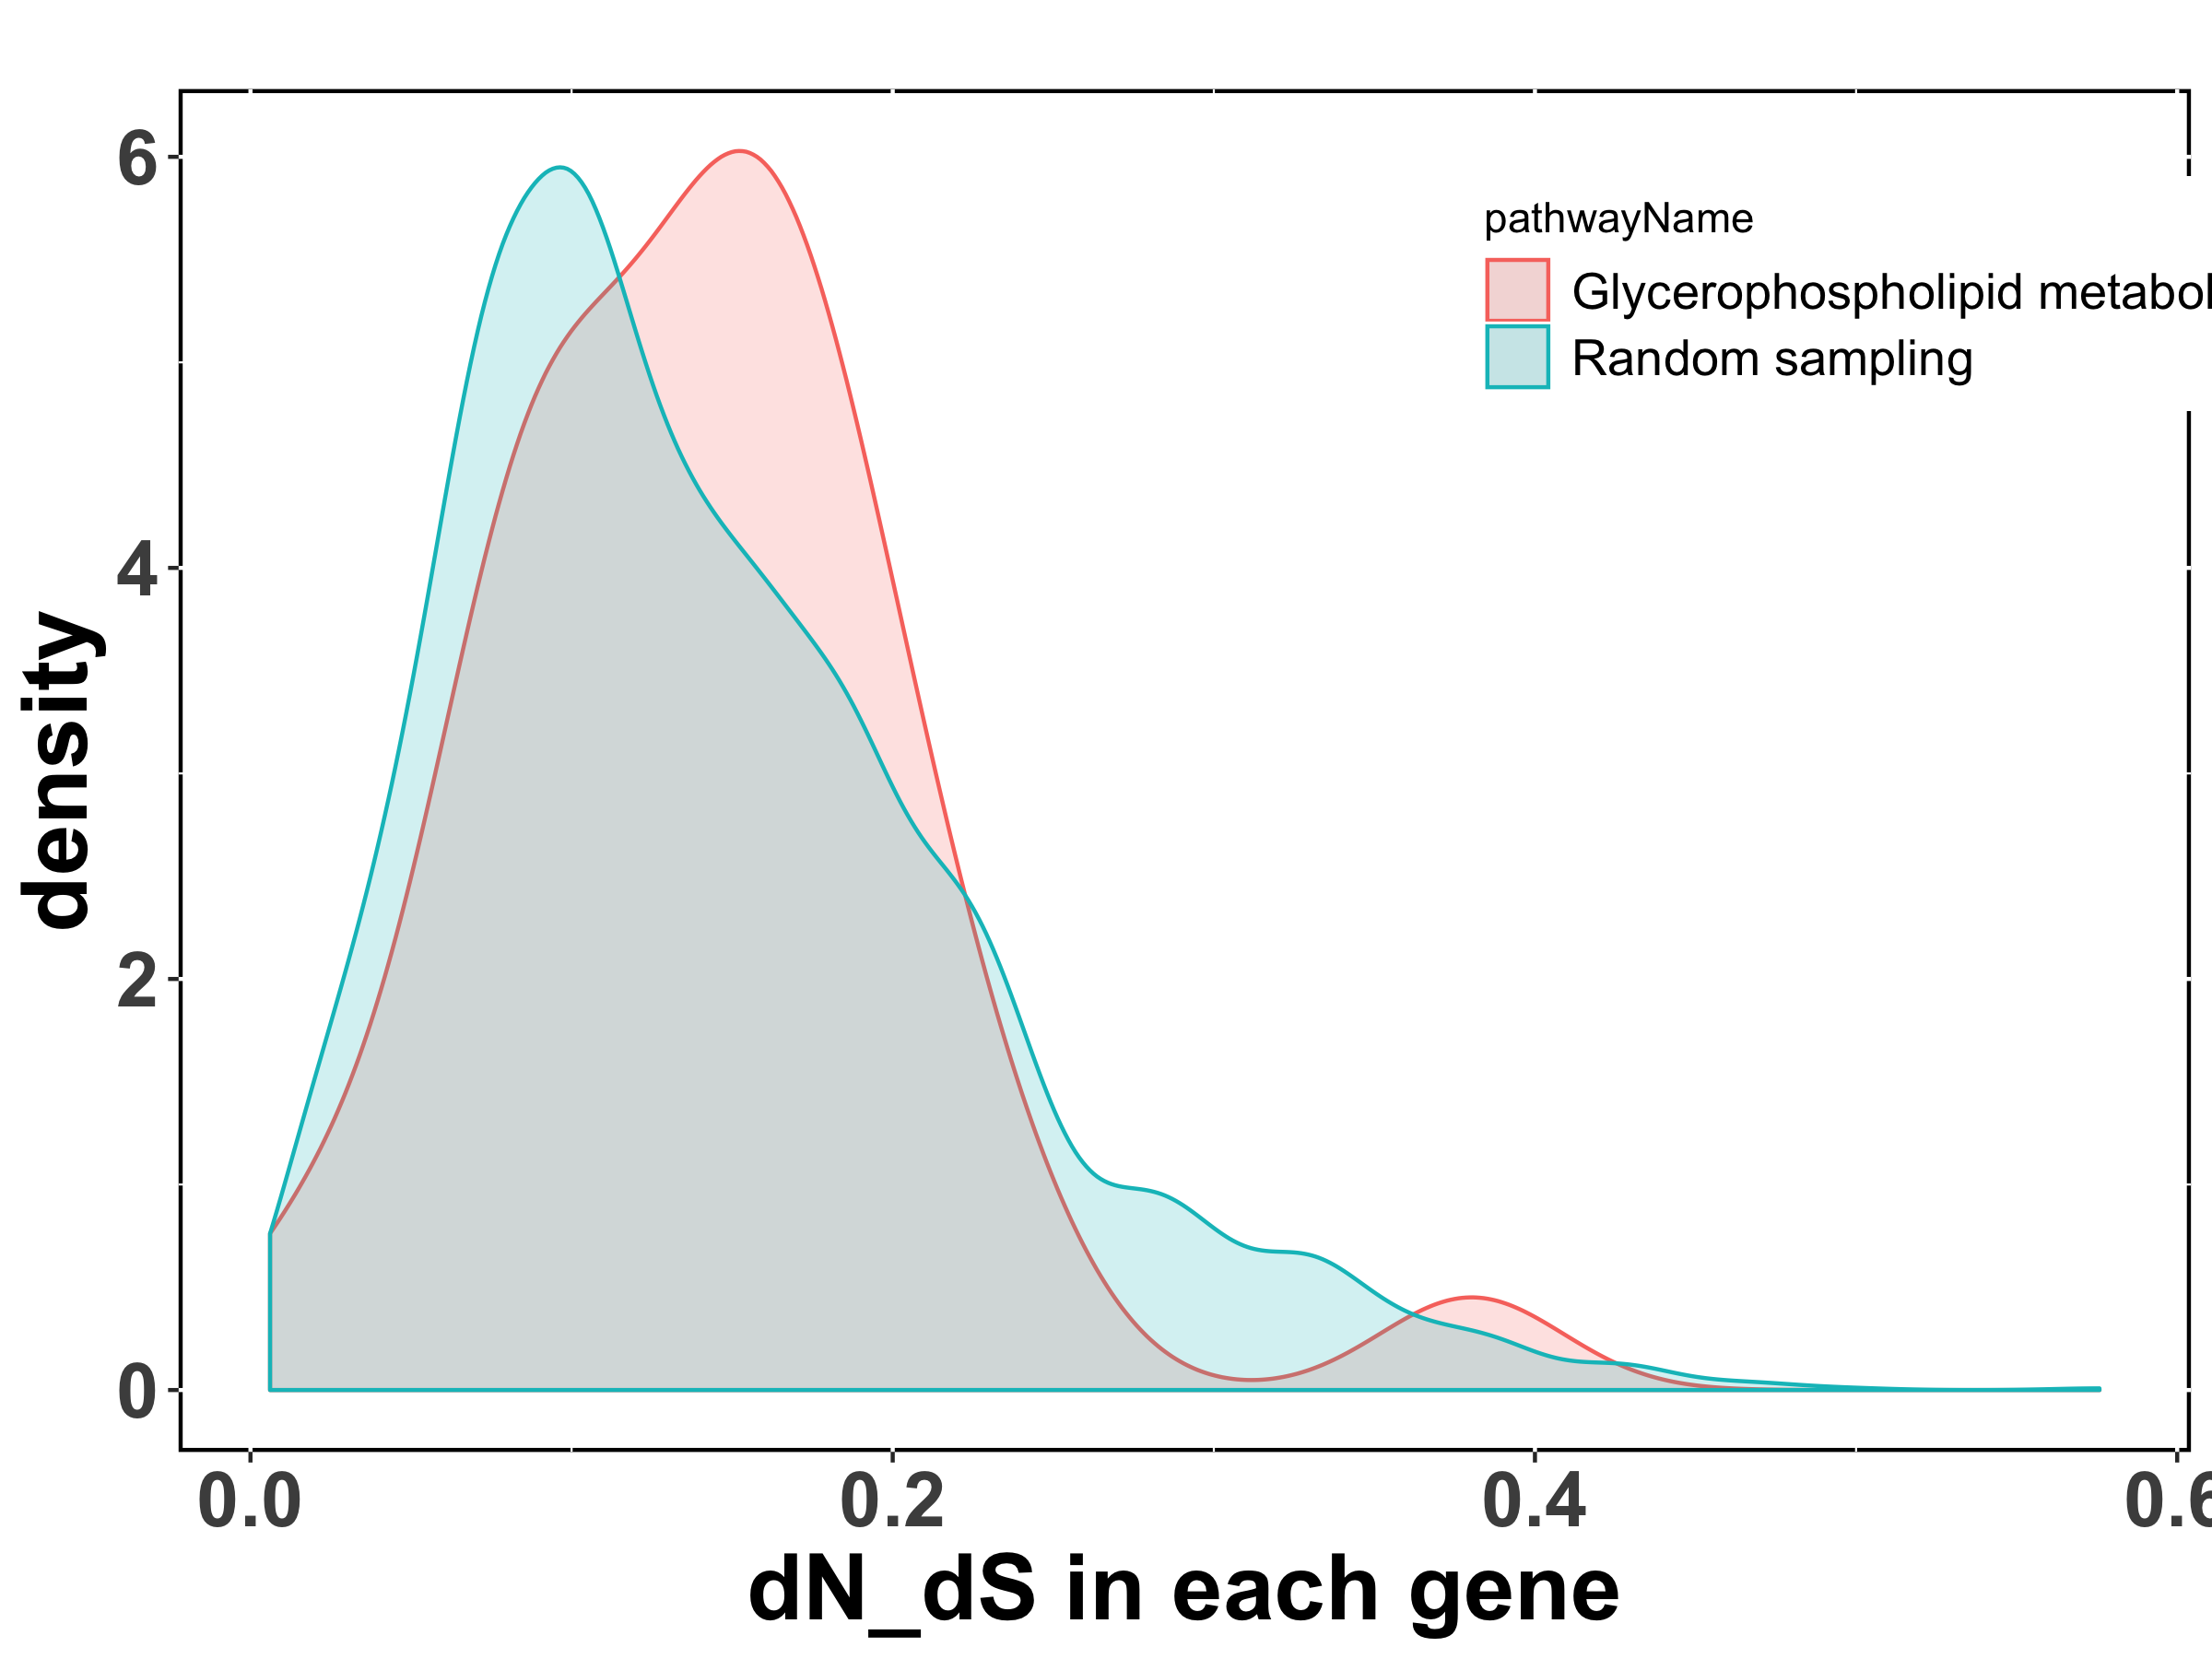 pathwayName
Glycerophospholipid metabol
Random sampling
6
4
2
0
density
0.0 0.2 0.4 0.6
dN_dS in each gene